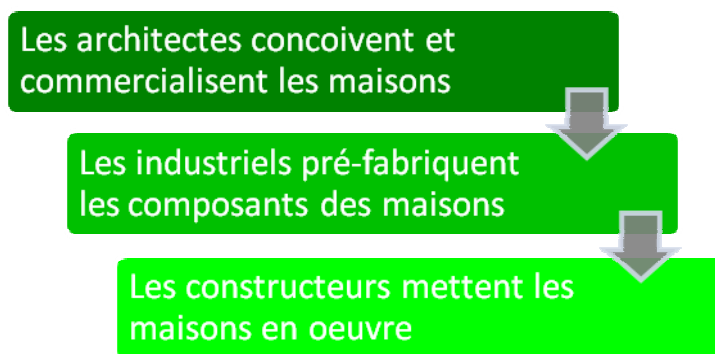 Les architectes concoivent et
commercialisent les maisons
Les industriels pré-fabriquent
les composants des maisons
Les constructeurs mettent les
maisons en oeuvre